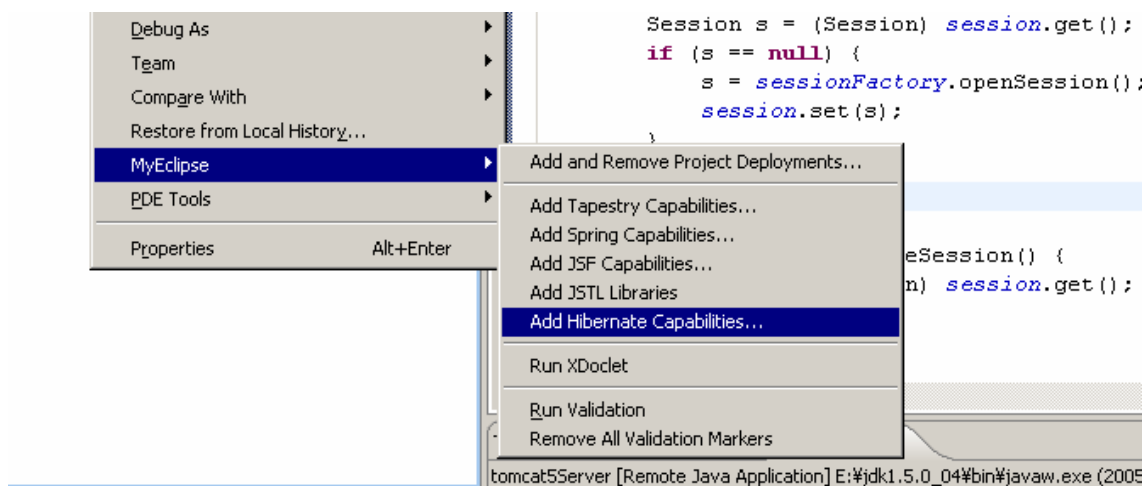 Debug As
Team
Compare With
Restore from Local History...
MyEclipse
PDE Tools
Properties Alt+Enter
Add and Remove Project Deployments...
Add Tapestry Capabilities...
Add Spring Capabilities...
Add JSF Capabilities...
Add JSTL Libraries
Add Hibernate Capabilities...
Run XDoclet
Run Validation
Remove All Validation Markers
Session s = (Session) session.get();
if (s == null) {
s = sessionFactory.openSession();
session.set(s);
}
eSession() {
n) session.get();
tomcat5Server [Remote Java Application] E:¥jdk1.5.0_04¥bin¥javaw.exe (2005